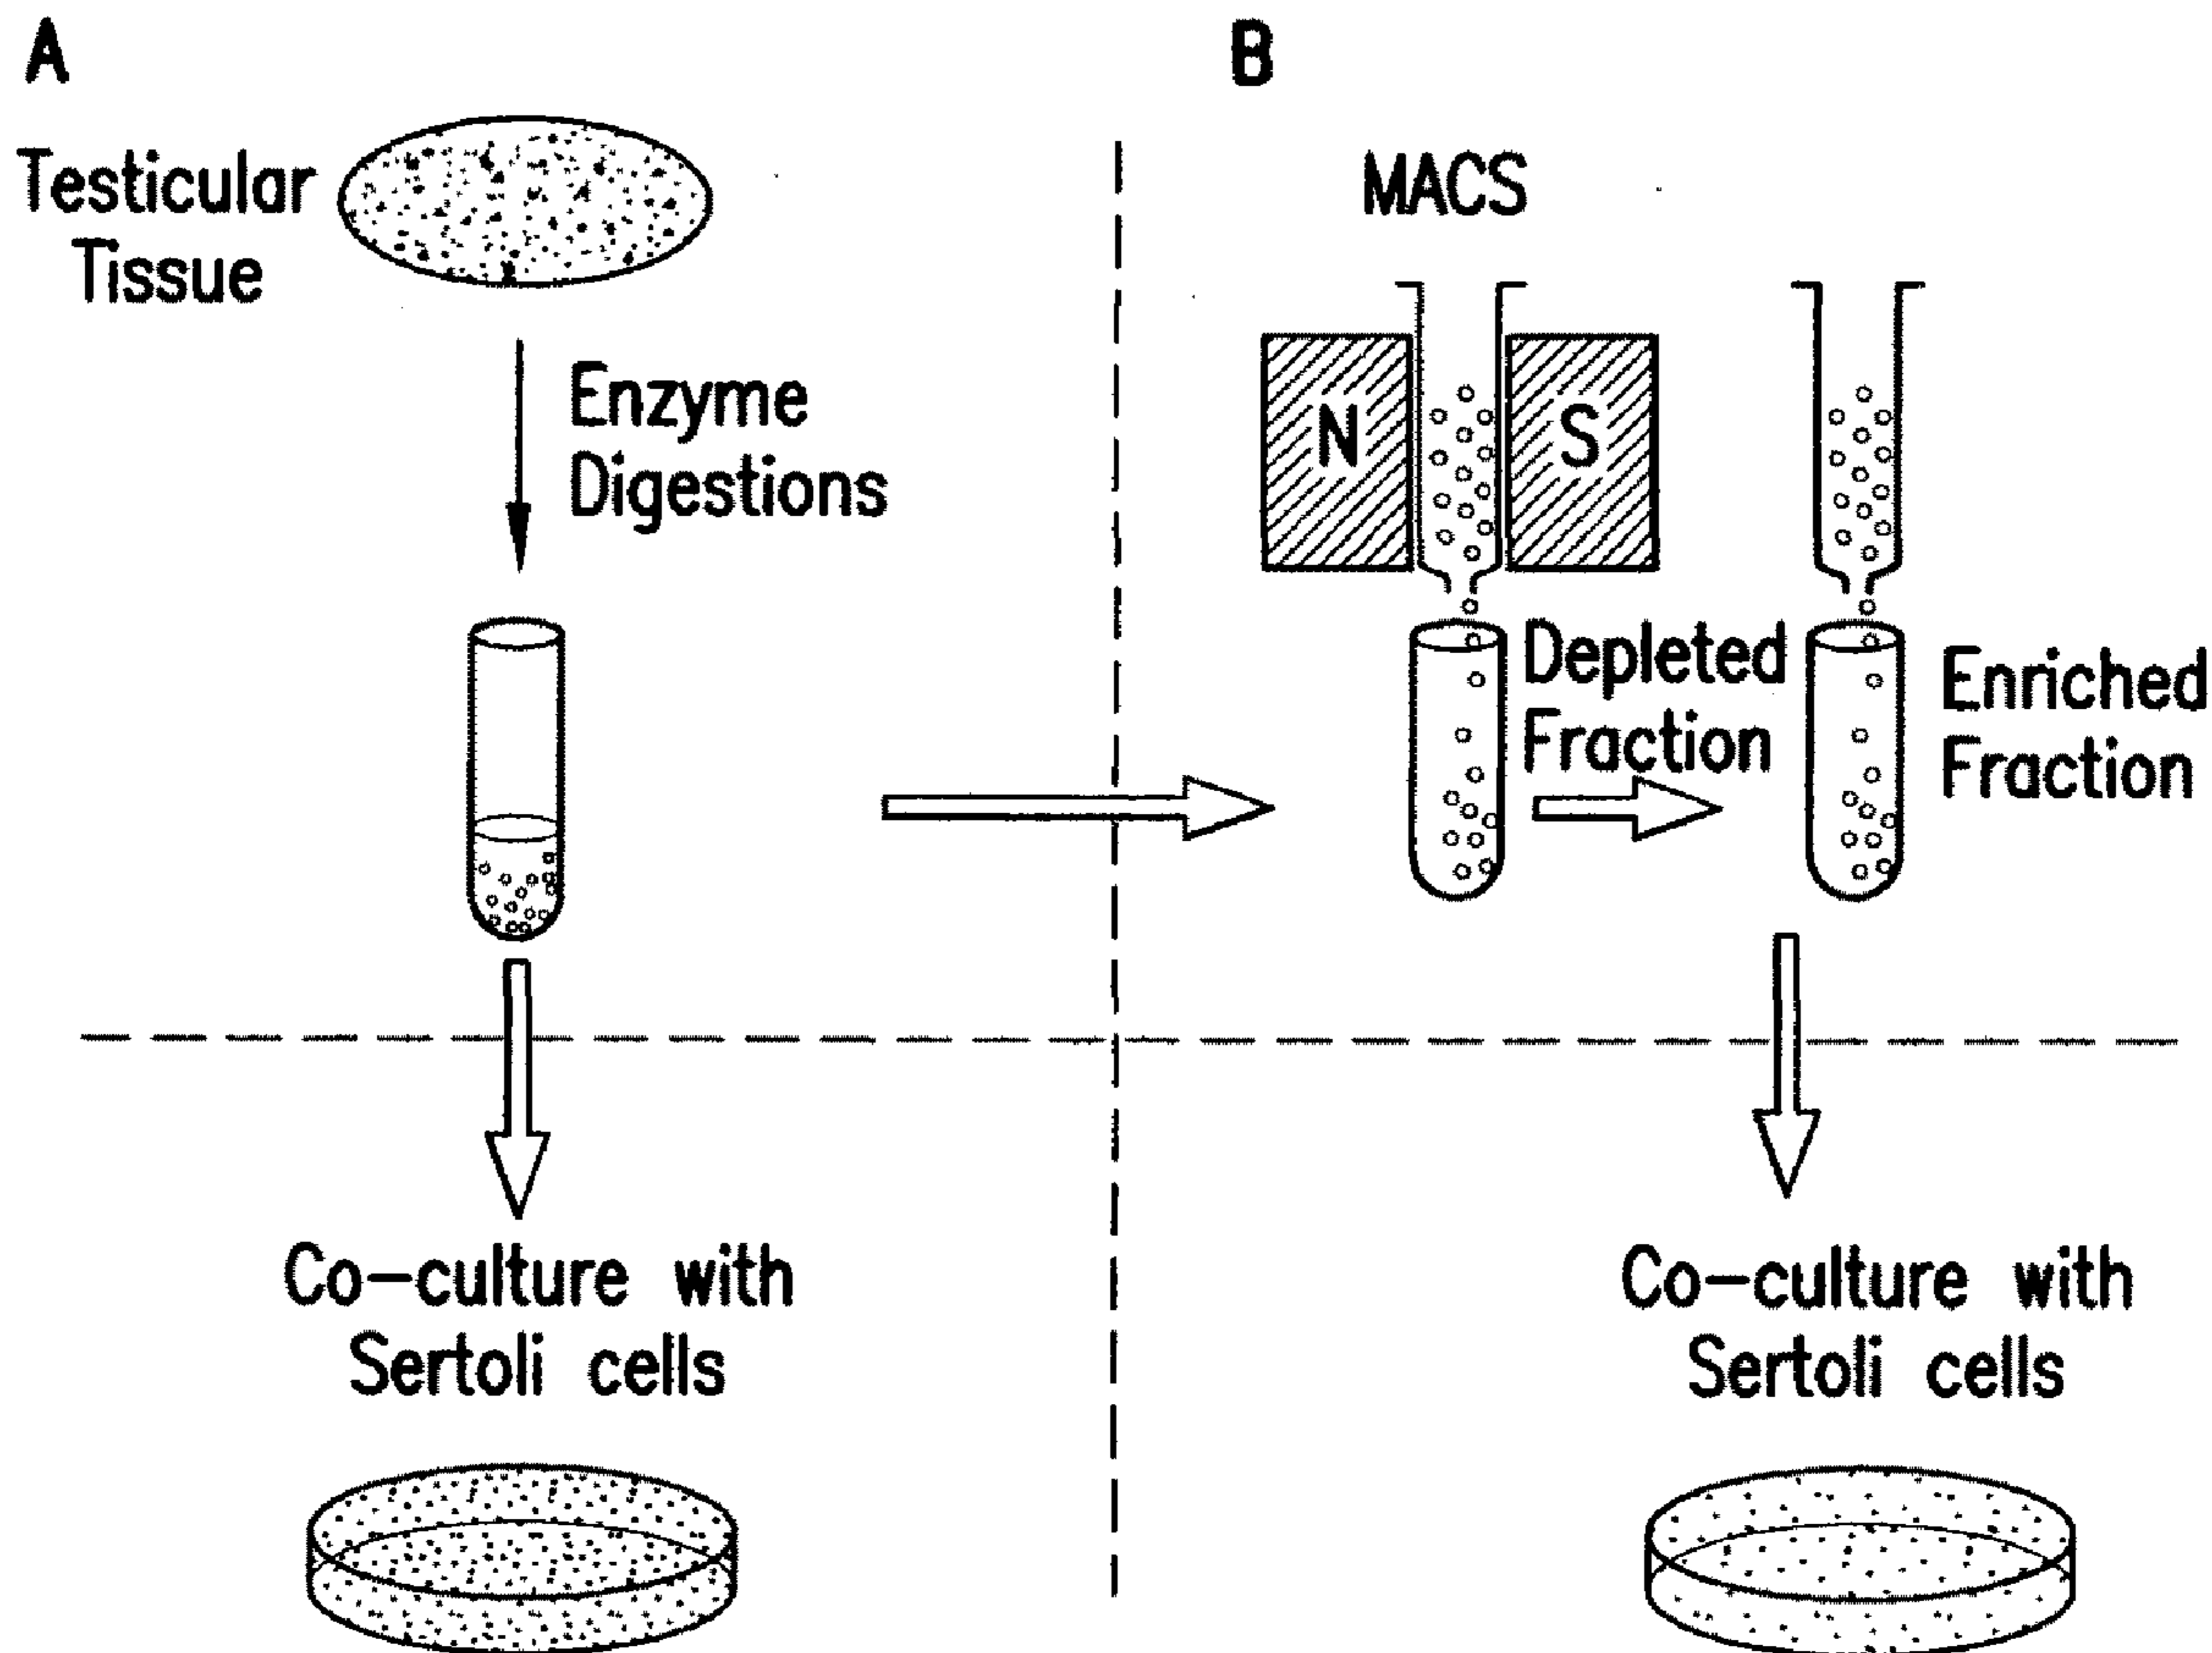 A
Testicular
Tissue
Enzyme
Digestions
Co-culture with
Sertoli cells
B
MACS
N
S
Depleted
Fraction
Enriched
Fraction
Co-culture with
Sertoli cells